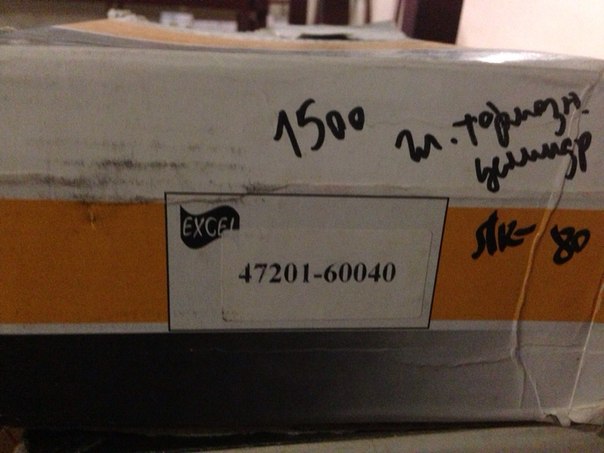 1500
гл. тормозн.
цилиндр
ЛК-80
EXCEL
47201-60040